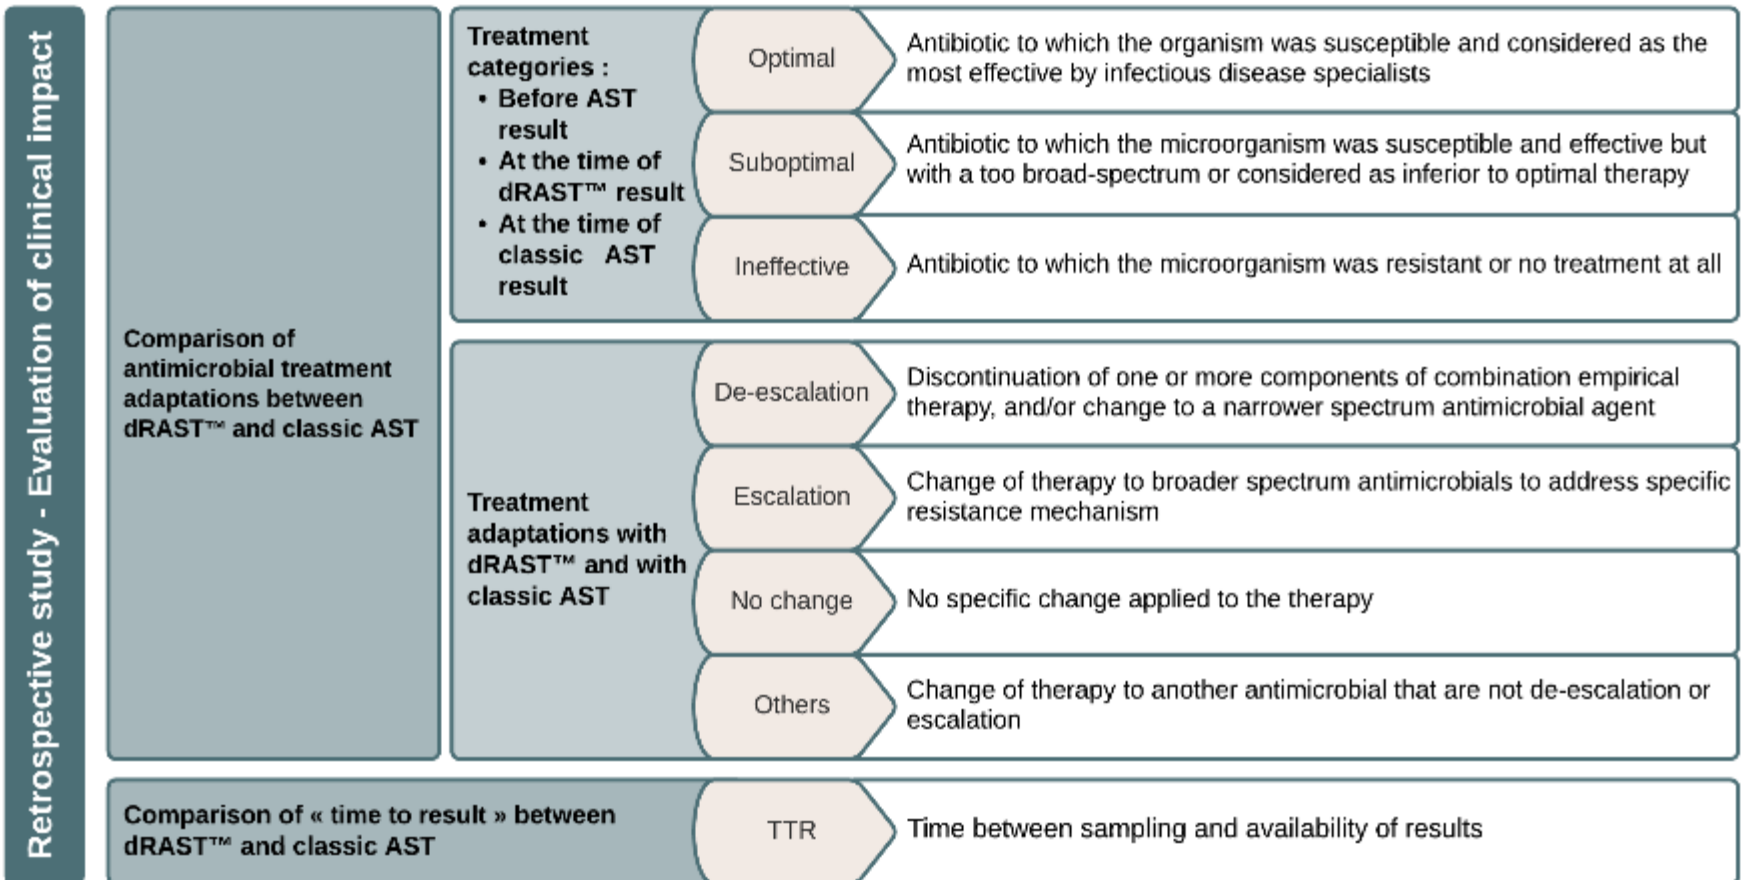 Retrospective study - Evaluation of clinical impact
Comparison of
antimicrobial treatment
adaptations between
dRAST™ and classic AST
Treatment
categories :
• Before AST
result
• At the time of
dRAST™ result
• At the time of
classic AST
result
Optimal
Antibiotic to which the organism was susceptible and considered as the
most effective by infectious disease specialists
Suboptimal
Antibiotic to which the microorganism was susceptible and effective but
with a too broad-spectrum or considered as inferior to optimal therapy
Ineffective
Antibiotic to which the microorganism was resistant or no treatment at all
Treatment
adaptations with
dRAST™ and with
classic AST
De-escalation
Discontinuation of one or more components of combination empirical
therapy, and/or change to a narrower spectrum antimicrobial agent
Escalation
Change of therapy to broader spectrum antimicrobials to address specific
resistance mechanism
No change
No specific change applied to the therapy
Others
Change of therapy to another antimicrobial that are not de-escalation or
escalation
Comparison of « time to result » between
dRAST™ and classic AST
TTR
Time between sampling and availability of results